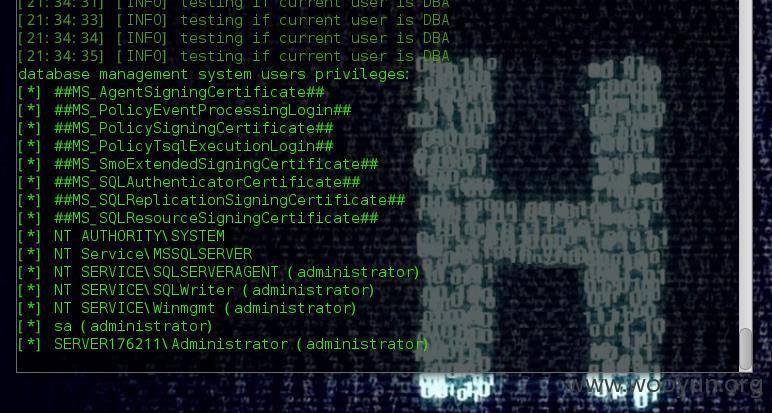 [21:34:31] [INFO] testing if current user is DBA
[21:34:33] [INFO] testing if current user is DBA
[21:34:34] [INFO] testing if current user is DBA
[21:34:35] [INFO] testing if current user is DBA
database management system users privileges:
[*] ##MS_AgentSigningCertificate##
[*] ##MS_PolicyEventProcessingLogin##
[*] ##MS_PolicySigningCertificate##
[*] ##MS_PolicyTsqlExecutionLogin##
[*] ##MS_SmoExtendedSigningCertificate##
[*] ##MS_SQLAuthenticatorCertificate##
[*] ##MS_SQLReplicationSigningCertificate##
[*] ##MS_SQLResourceSigningCertificate##
[*] NT AUTHORITY\SYSTEM
[*] NT Service\MSSQLSERVER
[*] NT SERVICE\SQLSERVERAGENT (administrator)
[*] NT SERVICE\SQLWriter (administrator)
[*] NT SERVICE\Winmgmt (administrator)
[*] sa (administrator)
[*] SERVER176211\Administrator (administrator)
www.wooyun.org